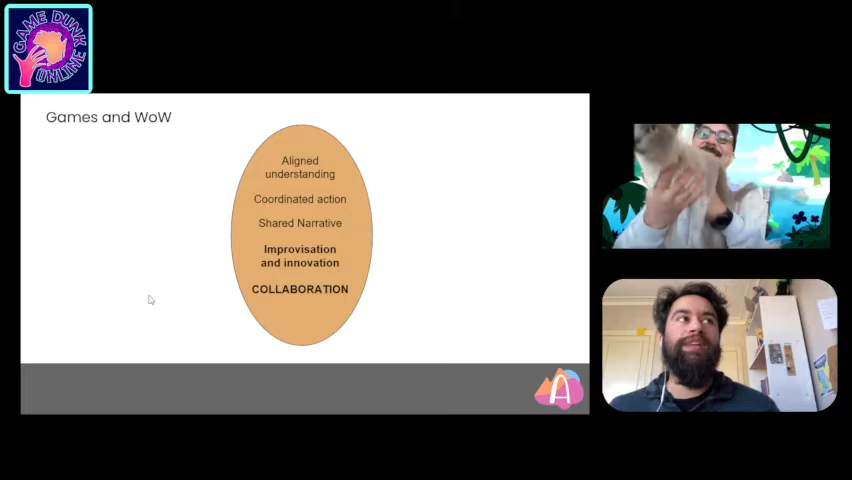 GAME DUNK
ONLINE
Games and WoW
Aligned
understanding
Coordinated action
Shared Narrative
Improvisation
and innovation
COLLABORATION
A